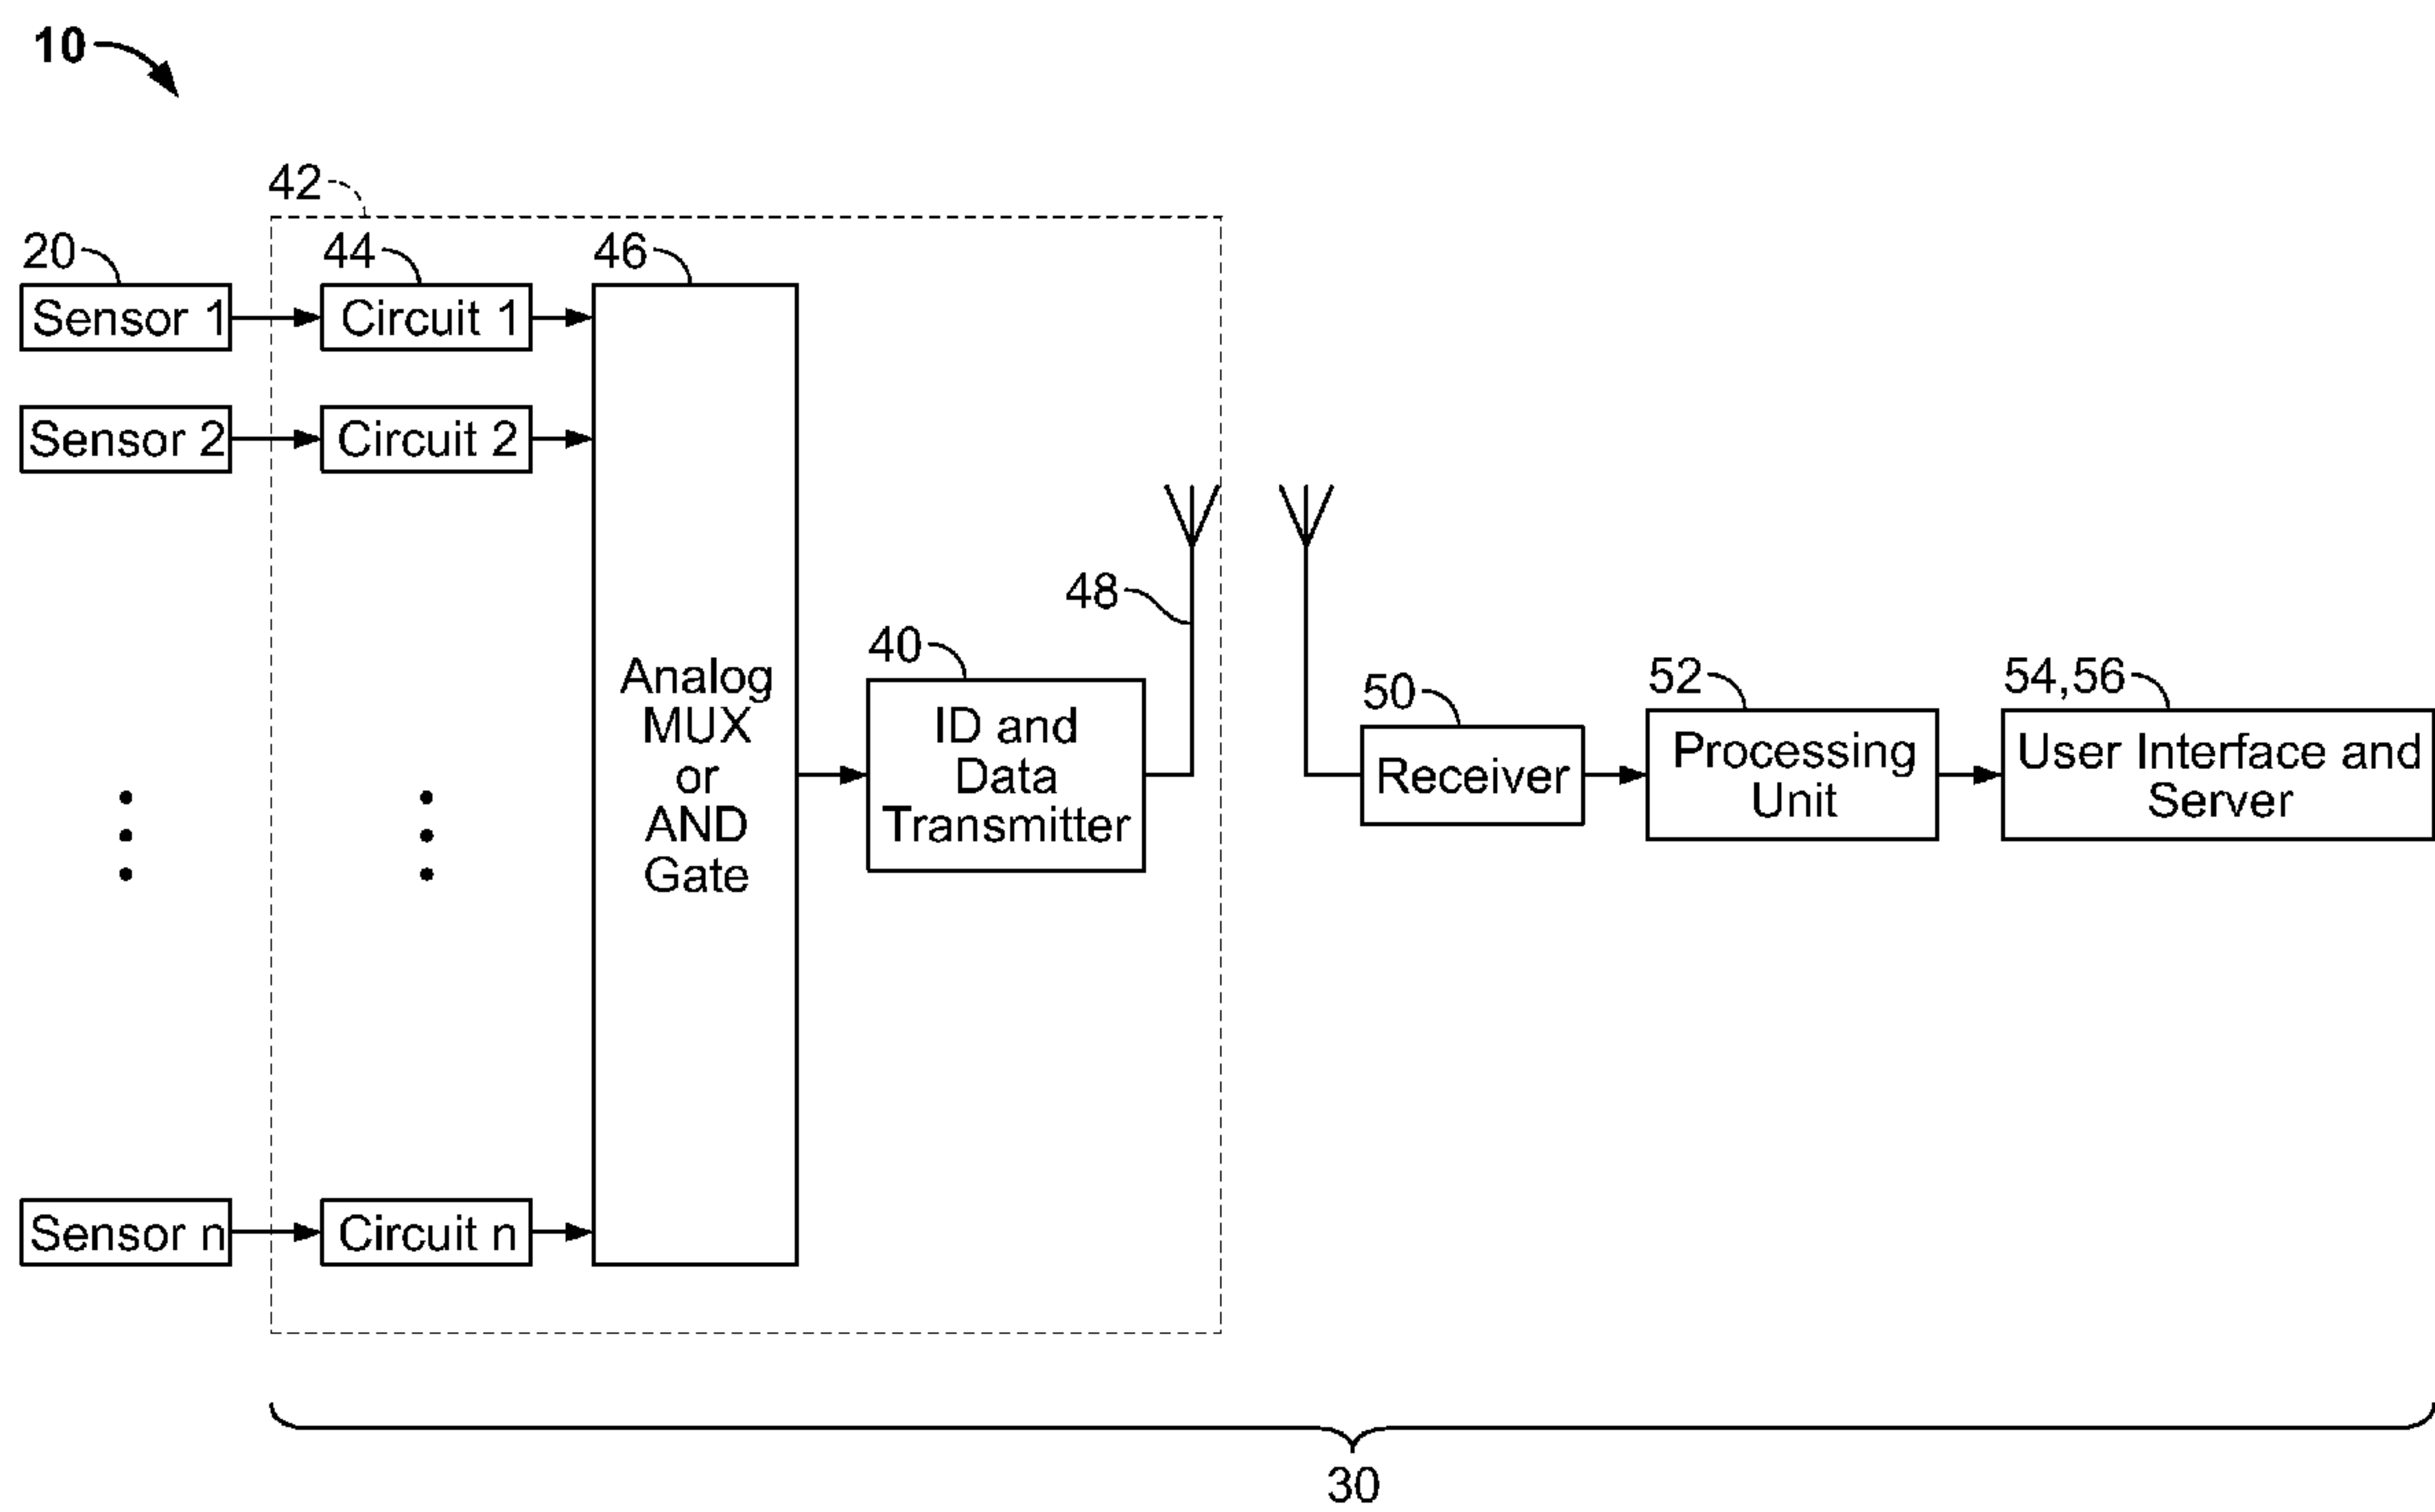 10
42
20
44
46
Sensor 1
Circuit 1
Sensor 2
Circuit 2
48
40
50
52
54,56
Analog
MUX
or
AND
Gate
ID and
Data
Transmitter
Receiver
Processing
Unit
User Interface and
Server
Sensor n
Circuit n
30